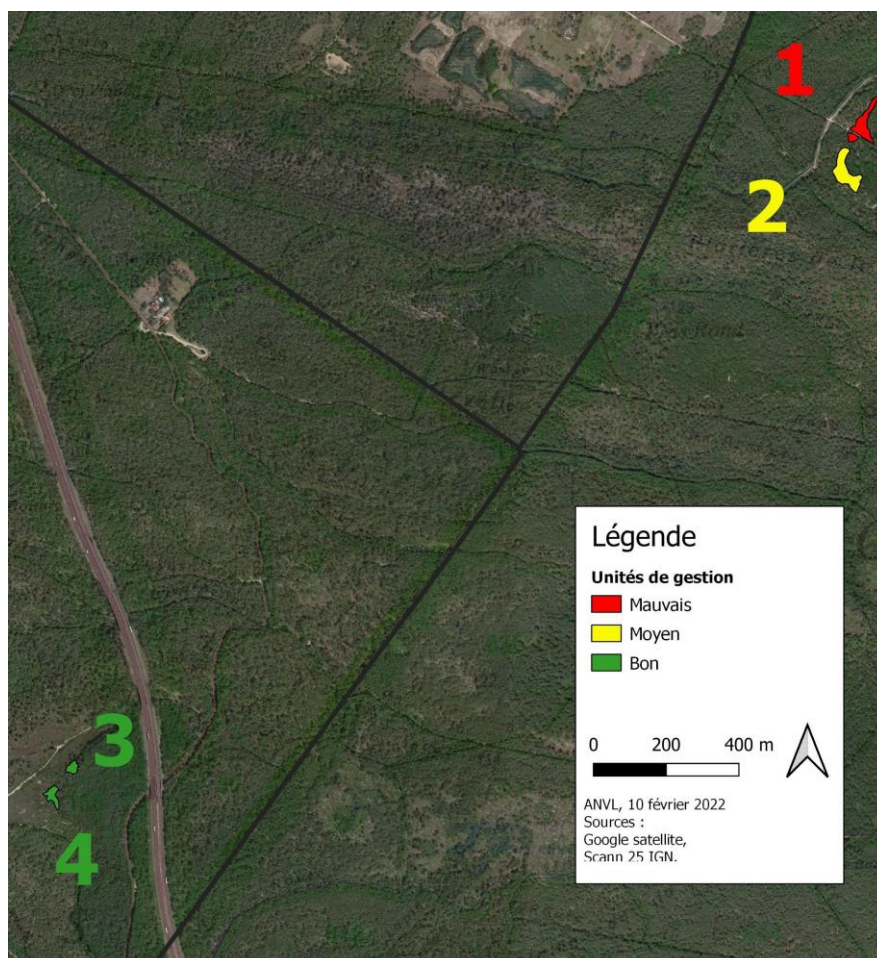 1
2
3
4
Légende
Unités de gestion
Mauvais
Moyen
Bon
0 200 400 m
ANVL, 10 février 2022
Sources :
Google satellite,
Scann 25 IGN.